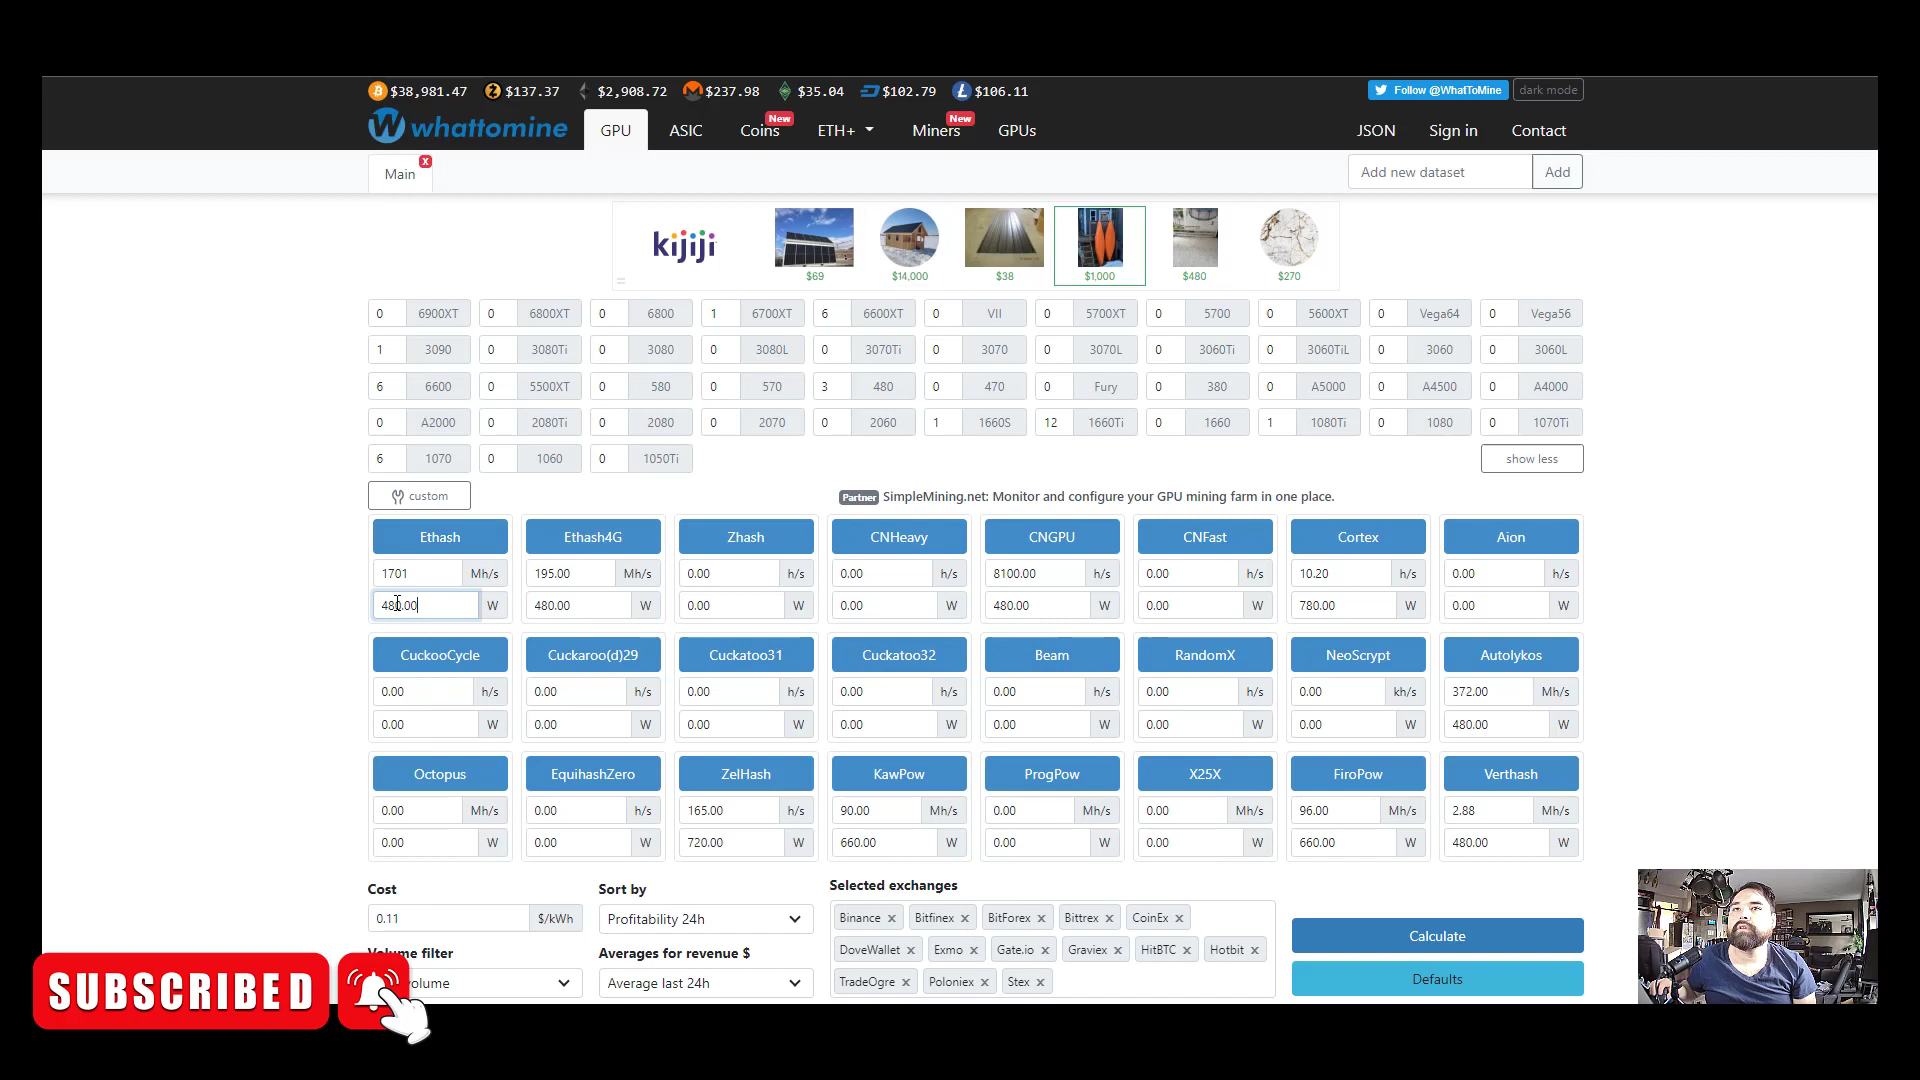 $38,981.47 $137.37 $2,908.72 $237.98 $35.04 $102.79 $106.11 Follow @WhatToMine dark mode
whattomine GPU ASIC Coins New ETH+ Miners New GPUs JSON Sign in Contact
Main x Add new dataset Add
kijiji $69 $14,000 $38 $1,000 $480 $270
0 6900XT 0 6800XT 0 6800 1 6700XT 6 6600XT 0 VII 0 5700XT 0 5700 0 5600XT 0 Vega64 0 Vega56
1 3090 0 3080Ti 0 3080 0 3080L 0 3070Ti 0 3070 0 3070L 0 3060Ti 0 3060TiL 0 3060 0 3060L
6 6600 0 5500XT 0 580 0 570 3 480 0 470 0 Fury 0 380 0 A5000 0 A4500 0 A4000
0 A2000 0 2080Ti 0 2080 0 2070 0 2060 1 1660S 12 1660Ti 0 1660 1 1080Ti 0 1080 0 1070Ti
6 1070 0 1060 0 1050Ti show less
custom Partner SimpleMining.net: Monitor and configure your GPU mining farm in one place.
Ethash Ethash4G Zhash CNHeavy CNGPU CNFast Cortex Aion
1701 Mh/s 195.00 Mh/s 0.00 h/s 0.00 h/s 8100.00 h/s 0.00 h/s 10.20 h/s 0.00 h/s
480.00 W 480.00 W 0.00 W 0.00 W 480.00 W 0.00 W 780.00 W 0.00 W
CuckooCycle Cuckaroo(d)29 Cuckatoo31 Cuckatoo32 Beam RandomX NeoScrypt Autolykos
0.00 h/s 0.00 h/s 0.00 h/s 0.00 h/s 0.00 h/s 0.00 h/s 0.00 kh/s 372.00 Mh/s
0.00 W 0.00 W 0.00 W 0.00 W 0.00 W 0.00 W 0.00 W 480.00 W
Octopus EquihashZero ZelHash KawPow ProgPow X25X FiroPow Verthash
0.00 Mh/s 0.00 h/s 165.00 h/s 90.00 Mh/s 0.00 Mh/s 0.00 Mh/s 96.00 Mh/s 2.88 Mh/s
0.00 W 0.00 W 720.00 W 660.00 W 0.00 W 0.00 W 660.00 W 480.00 W
Cost Sort by Selected exchanges
0.11 $/kWh Profitability 24h Binance x Bitfinex x BitForex x Bittrex x CoinEx x Calculate
Volume filter Averages for revenue $ DoveWallet x Exmo x Gate.io x Graviex x HitBTC x Hotbit x
volume Average last 24h TradeOgre x Poloniex x Stex x Defaults
SUBSCRIBED